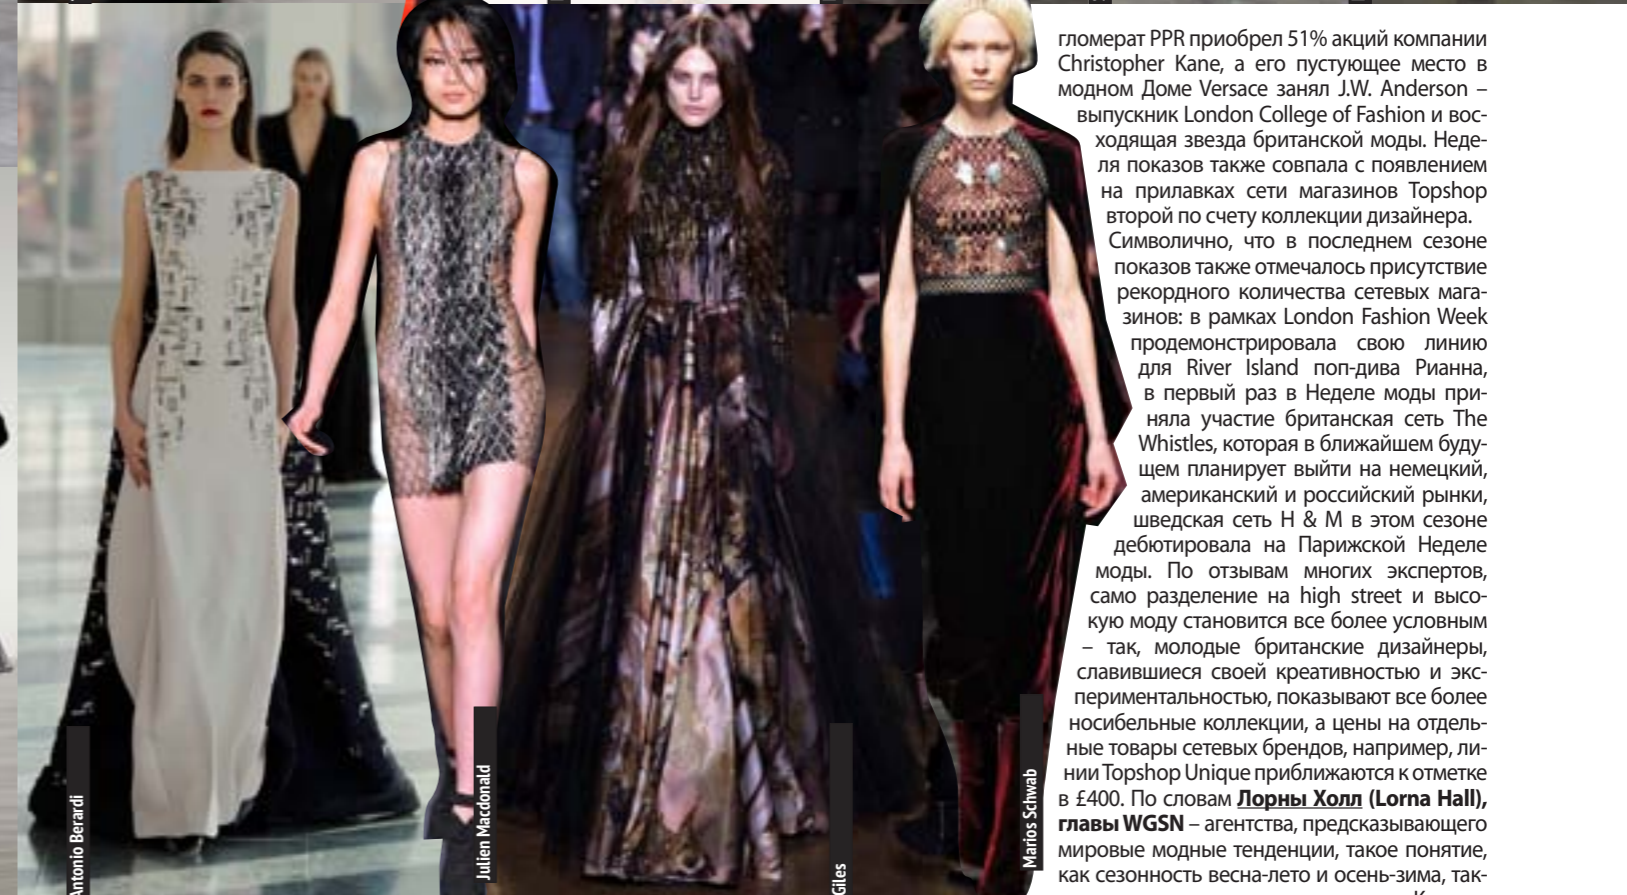 Antonio Berardi
Julien Macdonald
Giles
Marios Schwab
гломерат PPR приобрел 51% акций компании
Christopher Kane, а его пустующее место в
модном Доме Versace занял J.W. Anderson –
выпускник London College of Fashion и вос-
ходящая звезда британской моды. Неде-
ля показов также совпала с появлением
на прилавках сети магазинов Topshop
второй по счету коллекции дизайнера.
Символично, что в последнем сезоне
показов также отмечалось присутствие
рекордного количества сетевых мага-
зинов: в рамках London Fashion Week
продемонстрировала свою линию
для River Island поп-дива Рианна,
в первый раз в Неделе моды при-
няла участие британская сеть The
Whistles, которая в ближайшем буду-
щем планирует выйти на немецкий,
американский и российский рынки,
шведская сеть H & M в этом сезоне
дебютировала на Парижской Неделе
моды. По отзывам многих экспертов,
само разделение на high street и высо-
кую моду становится все более условным
– так, молодые британские дизайнеры,
славившиеся своей креативностью и экс-
периментальностью, показывают все более
носибельные коллекции, а цены на отдель-
ные товары сетевых брендов, например, ли-
нии Topshop Unique приближаются к отметке
в £400. По словам Лорны Холл (Lorna Hall),
главы WGSN – агентства, предсказывающего
мировые модные тенденции, такое понятие,
как сезонность весна-лето и осень-зима, так-